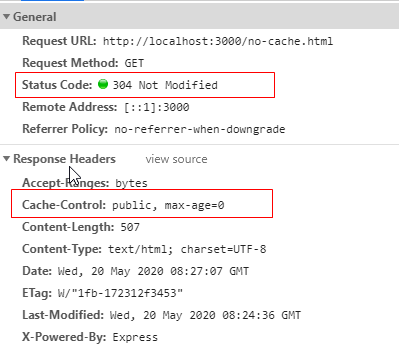 General
Request URL: http://localhost:3000/no-cache.html
Request Method: GET
Status Code: 304 Not Modified
Remote Address: [::1]:3000
Referrer Policy: no-referrer-when-downgrade
Response Headers view source
Accept-Ranges: bytes
Cache-Control: public, max-age=0
Content-Length: 507
Content-Type: text/html; charset=UTF-8
Date: Wed, 20 May 2020 08:27:07 GMT
ETag: W/"1fb-172312f3453"
Last-Modified: Wed, 20 May 2020 08:24:36 GMT
X-Powered-By: Express